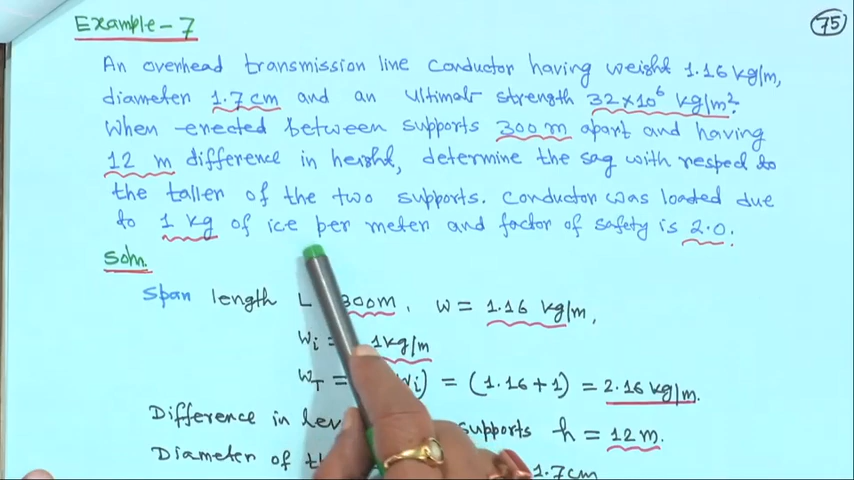 Example-7
75
An overhead transmission line conductor having weight 1.16 kg/m,
diameter 1.7 cm and an ultimate strength 32×10⁶ kg/m².
When erected between supports 300 m apart and having
12 m difference in height, determine the sag with respect to
the taller of the two supports. Conductor was loaded due
to 1 kg of ice per meter and factor of safety is 2.0.
Soln.
Span length L 300m, W = 1.16 kg/m,
Wi = 1kg/m
WT = Wi) = (1.16+1) = 2.16 kg/m.
Difference in supports h = 12m.
Diameter of 1.7cm